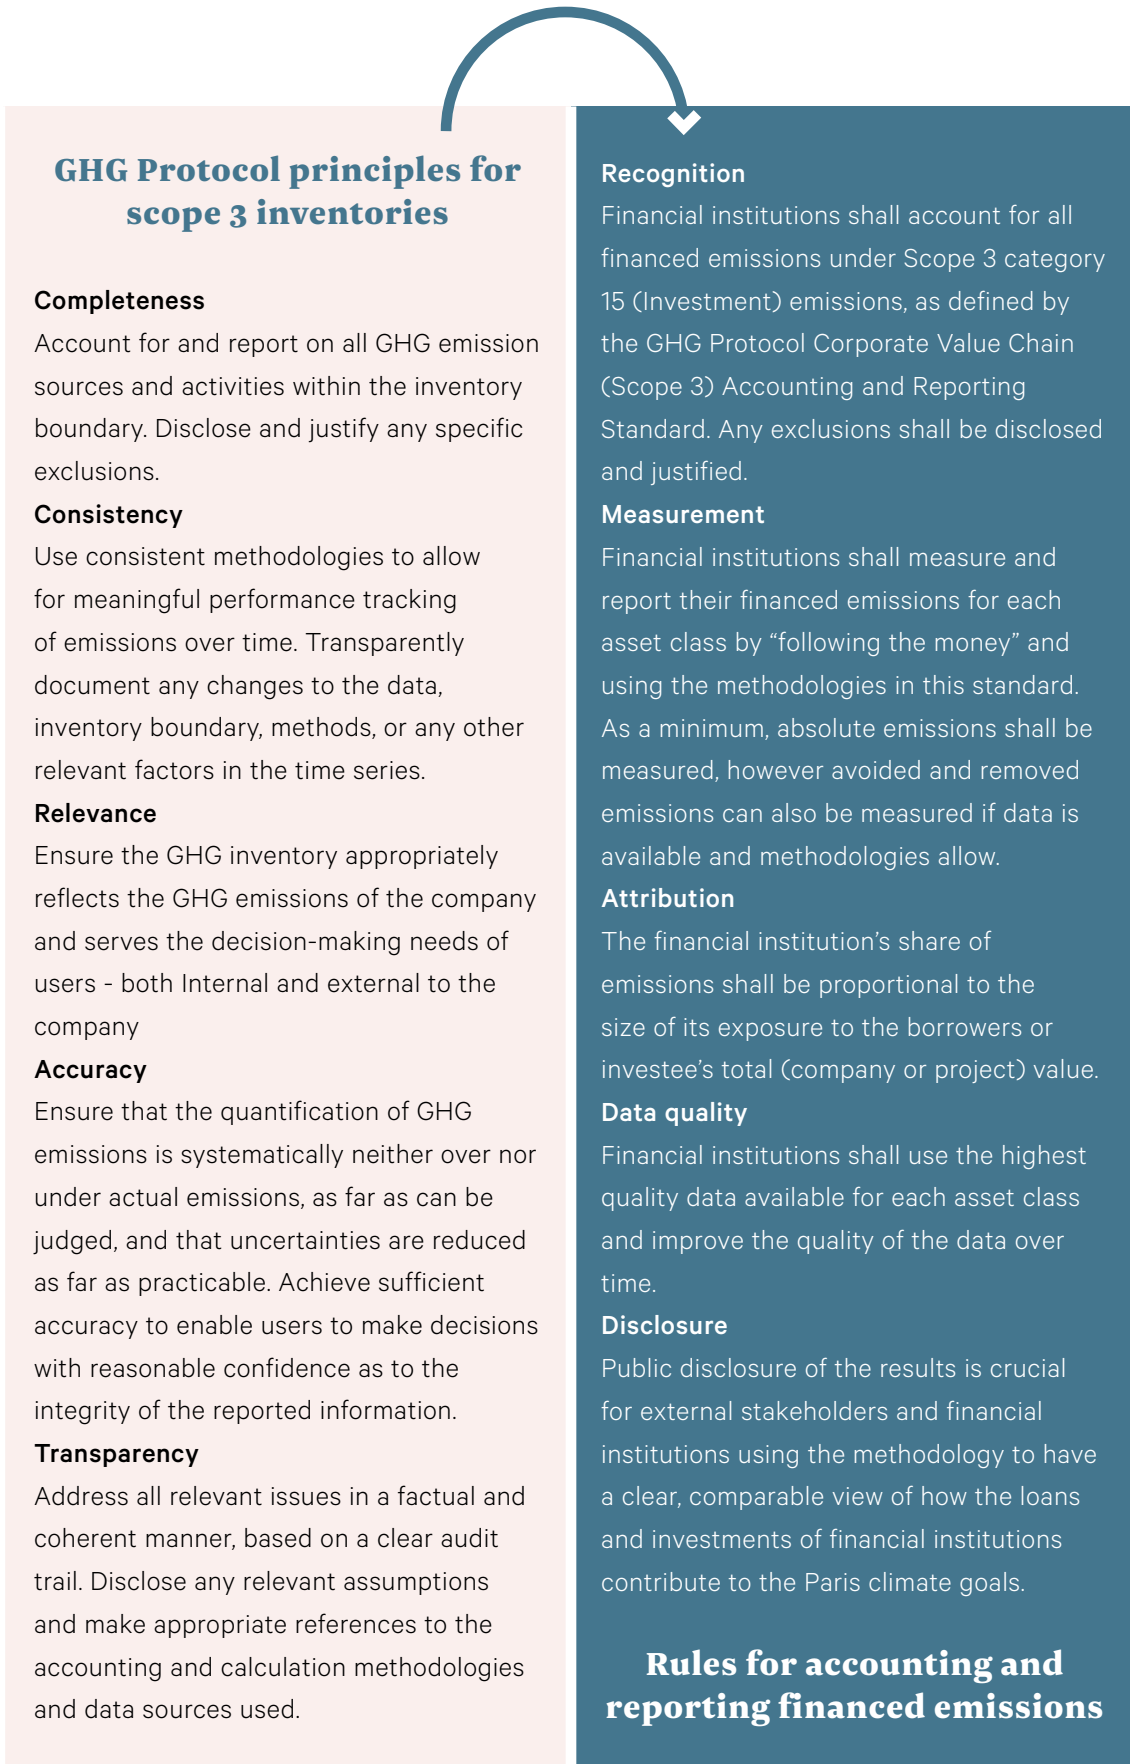 GHG Protocol principles for
scope 3 inventories
Completeness
Account for and report on all GHG emission
sources and activities within the inventory
boundary. Disclose and justify any specific
exclusions.
Consistency
Use consistent methodologies to allow
for meaningful performance tracking
of emissions over time. Transparently
document any changes to the data,
inventory boundary, methods, or any other
relevant factors in the time series.
Relevance
Ensure the GHG inventory appropriately
reflects the GHG emissions of the company
and serves the decision-making needs of
users - both Internal and external to the
company
Accuracy
Ensure that the quantification of GHG
emissions is systematically neither over nor
under actual emissions, as far as can be
judged, and that uncertainties are reduced
as far as practicable. Achieve sufficient
accuracy to enable users to make decisions
with reasonable confidence as to the
integrity of the reported information.
Transparency
Address all relevant issues in a factual and
coherent manner, based on a clear audit
trail. Disclose any relevant assumptions
and make appropriate references to the
accounting and calculation methodologies
and data sources used.
Recognition
Financial institutions shall account for all
financed emissions under Scope 3 category
15 (Investment) emissions, as defined by
the GHG Protocol Corporate Value Chain
(Scope 3) Accounting and Reporting
Standard. Any exclusions shall be disclosed
and justified.
Measurement
Financial institutions shall measure and
report their financed emissions for each
asset class by “following the money” and
using the methodologies in this standard.
As a minimum, absolute emissions shall be
measured, however avoided and removed
emissions can also be measured if data is
available and methodologies allow.
Attribution
The financial institution’s share of
emissions shall be proportional to the
size of its exposure to the borrowers or
investee’s total (company or project) value.
Data quality
Financial institutions shall use the highest
quality data available for each asset class
and improve the quality of the data over
time.
Disclosure
Public disclosure of the results is crucial
for external stakeholders and financial
institutions using the methodology to have
a clear, comparable view of how the loans
and investments of financial institutions
contribute to the Paris climate goals.
Rules for accounting and
reporting financed emissions